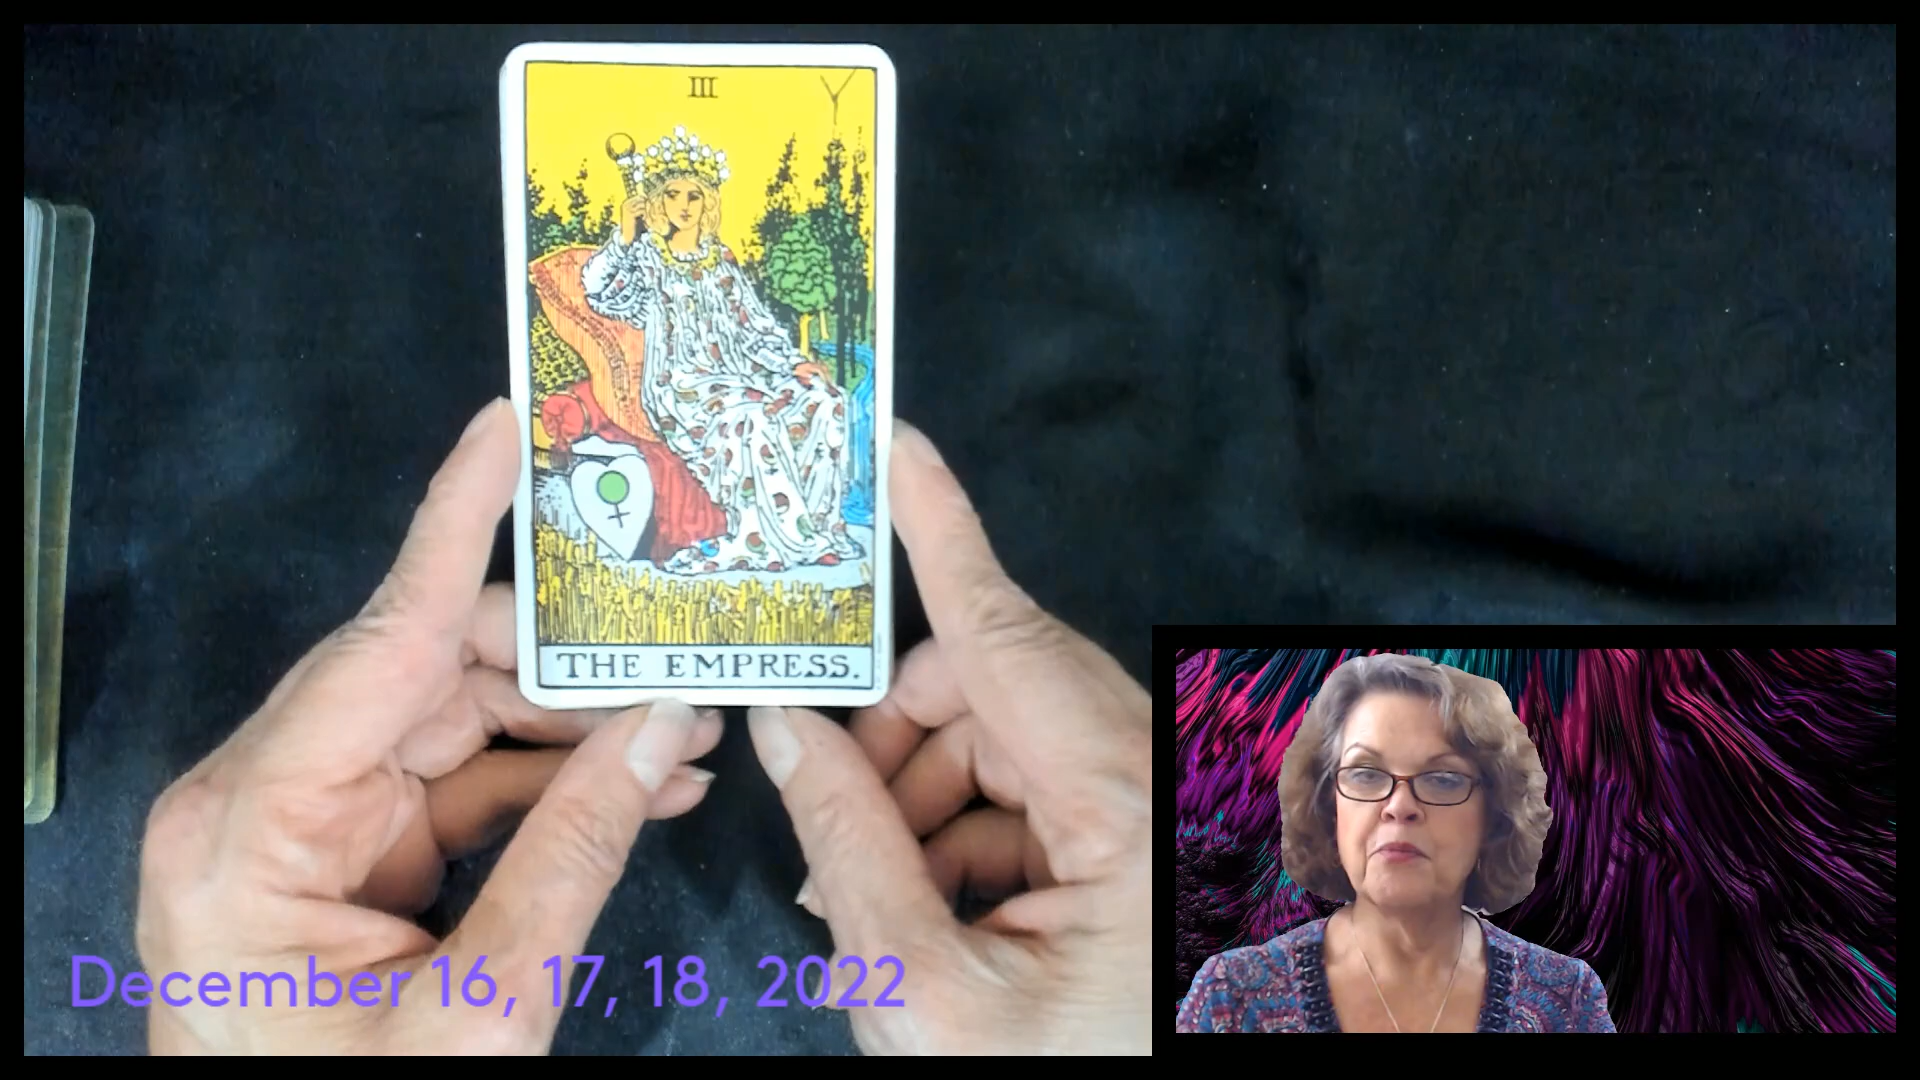 III
THE EMPRESS.
December 16, 17, 18, 2022